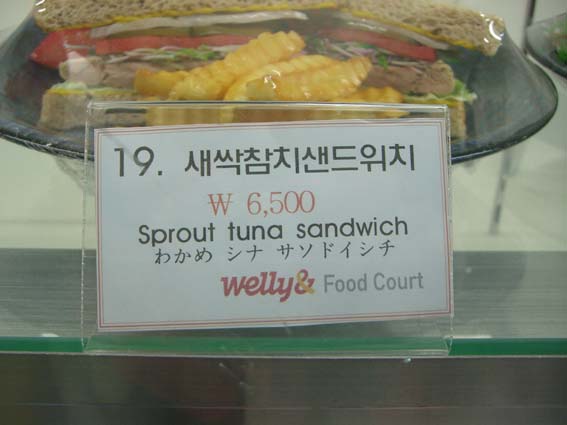 19. 새싹참치샌드위치
₩ 6,500
Sprout tuna sandwich
わかめ シナ サソドイシチ
welly& Food Court